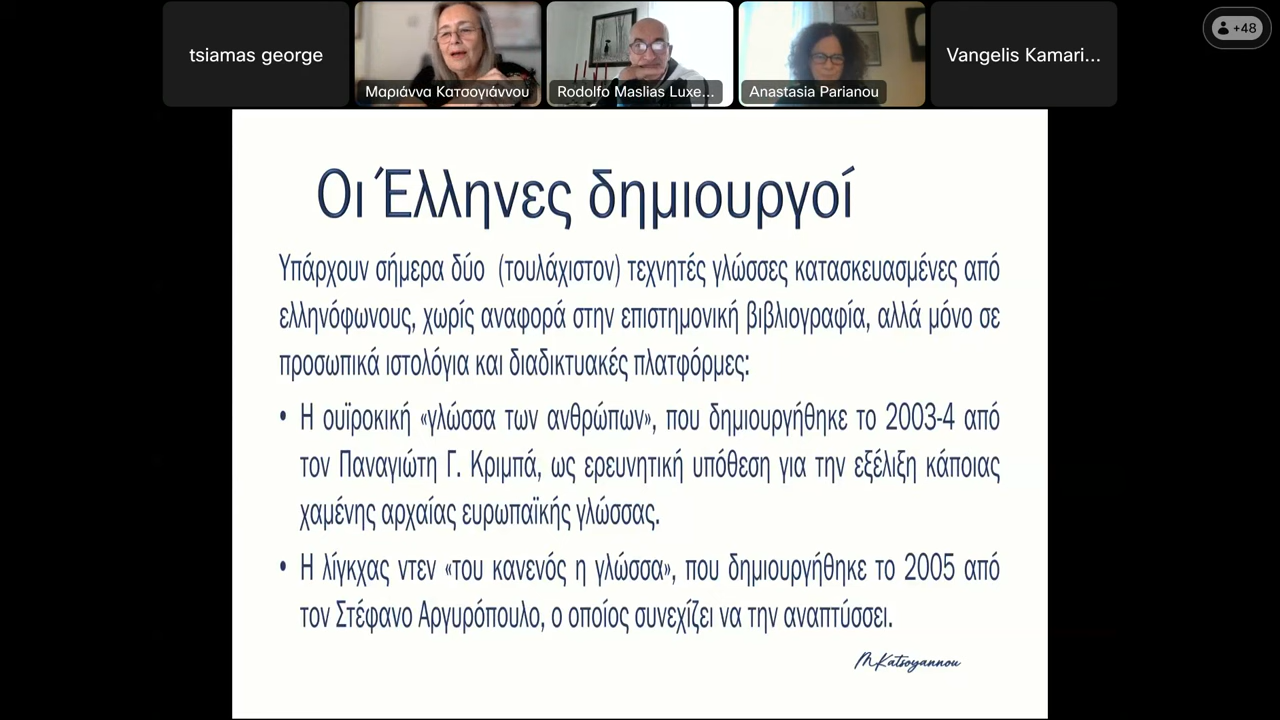 tsiamas george
Μαριάννα Κατσογιάννου
Rodolfo Maslias Luxe...
Anastasia Parianou
Vangelis Kamari...
+48
Οι Έλληνες δημιουργοί
Υπάρχουν σήμερα δύο (τουλάχιστον) τεχνητές γλώσσες κατασκευασμένες από
ελληνόφωνους, χωρίς αναφορά στην επιστημονική βιβλιογραφία, αλλά μόνο σε
προσωπικά ιστολόγια και διαδικτυακές πλατφόρμες:
• Η ουϊροκική «γλώσσα των ανθρώπων», που δημιουργήθηκε το 2003-4 από
τον Παναγιώτη Γ. Κριμπά, ως ερευνητική υπόθεση για την εξέλιξη κάποιας
χαμένης αρχαίας ευρωπαϊκής γλώσσας.
• Η λίγκχας ντεν «του κανενός η γλώσσα», που δημιουργήθηκε το 2005 από
τον Στέφανο Αργυρόπουλο, ο οποίος συνεχίζει να την αναπτύσσει.
MKatsoyannou